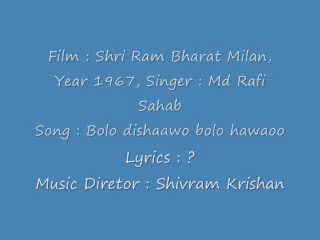 Film : Shri Ram Bharat Milan,
Year 1967, Singer : Md Rafi
Sahab
Song : Bolo dishaawo bolo hawaoo
Lyrics : ?
Music Diretor : Shivram Krishan